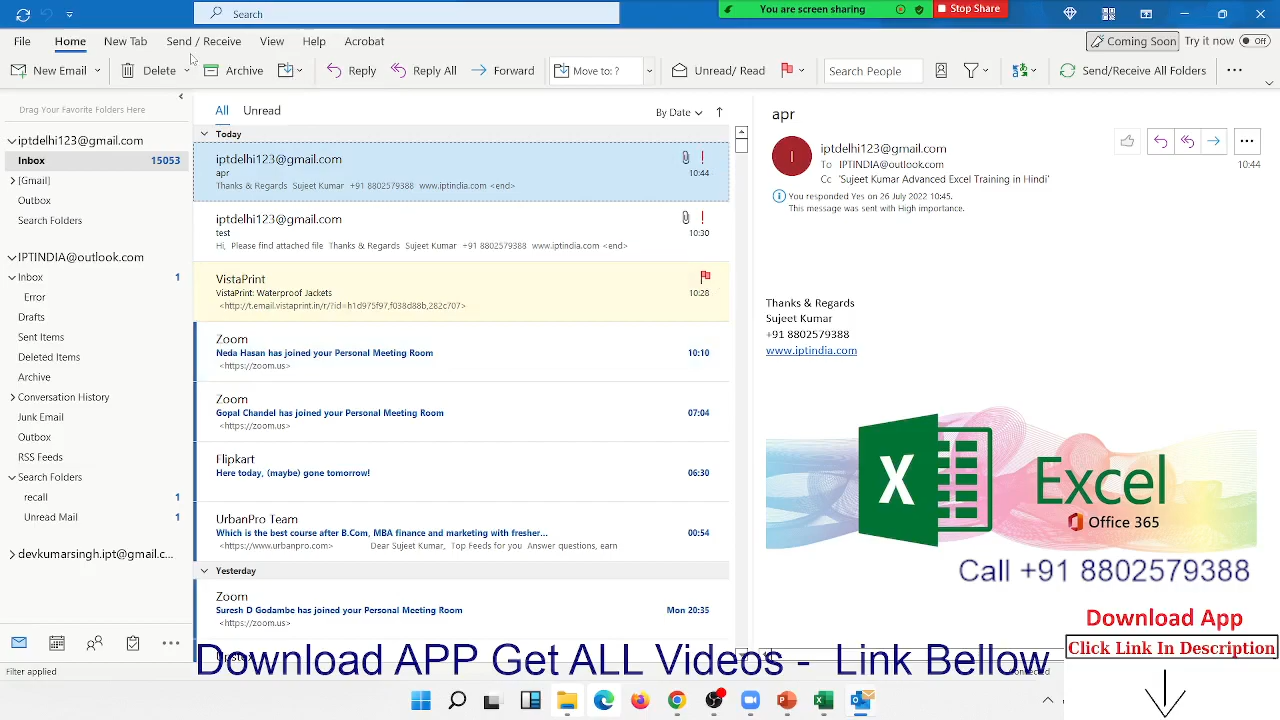 Search
You are screen sharing
Stop Share
File
Home
New Tab
Send / Receive
View
Help
Acrobat
Coming Soon
Try it now
Off
New Email
Delete
Archive
Reply
Reply All
Forward
Move to: ?
Unread/ Read
Search People
Send/Receive All Folders
Drag Your Favorite Folders Here
iptdelhi123@gmail.com
Inbox 15053
[Gmail]
Outbox
Search Folders
IPTINDIA@outlook.com
Inbox 1
Error
Drafts
Sent Items
Deleted Items
Archive
Conversation History
Junk Email
Outbox
RSS Feeds
Search Folders
recall 1
Unread Mail 1
devkumarsingh.ipt@gmail.c...
Filter applied
All
Unread
By Date
Today
iptdelhi123@gmail.com
apr 10:44
Thanks & Regards Sujeet Kumar +91 8802579388 www.iptindia.com <end>
iptdelhi123@gmail.com
test 10:30
Hi, Please find attached file Thanks & Regards Sujeet Kumar +91 8802579388 www.iptindia.com <end>
VistaPrint
VistaPrint: Waterproof Jackets 10:28
<http://t.email.vistaprint.in/r/?id=h1d975f97,f038d88b,282c707>
Zoom
Neda Hasan has joined your Personal Meeting Room 10:10
<https://zoom.us>
Zoom
Gopal Chandel has joined your Personal Meeting Room 07:04
<https://zoom.us>
Flipkart
Here today, (maybe) gone tomorrow! 06:30
UrbanPro Team
Which is the best course after B.Com, MBA finance and marketing with fresher... 00:54
<https://www.urbanpro.com> Dear Sujeet Kumar, Top Feeds for you Answer questions, earn
Yesterday
Zoom
Suresh D Godambe has joined your Personal Meeting Room Mon 20:35
<https://zoom.us>
apr
I
iptdelhi123@gmail.com
To IPTINDIA@outlook.com
Cc 'Sujeet Kumar Advanced Excel Training in Hindi'
10:44
You responded Yes on 26 July 2022 10:45.
This message was sent with High importance.
Thanks & Regards
Sujeet Kumar
+91 8802579388
www.iptindia.com
X
Excel
Office 365
Call +91 8802579388
Download App
Click Link In Description
Download APP Get ALL Videos - Link Bellow